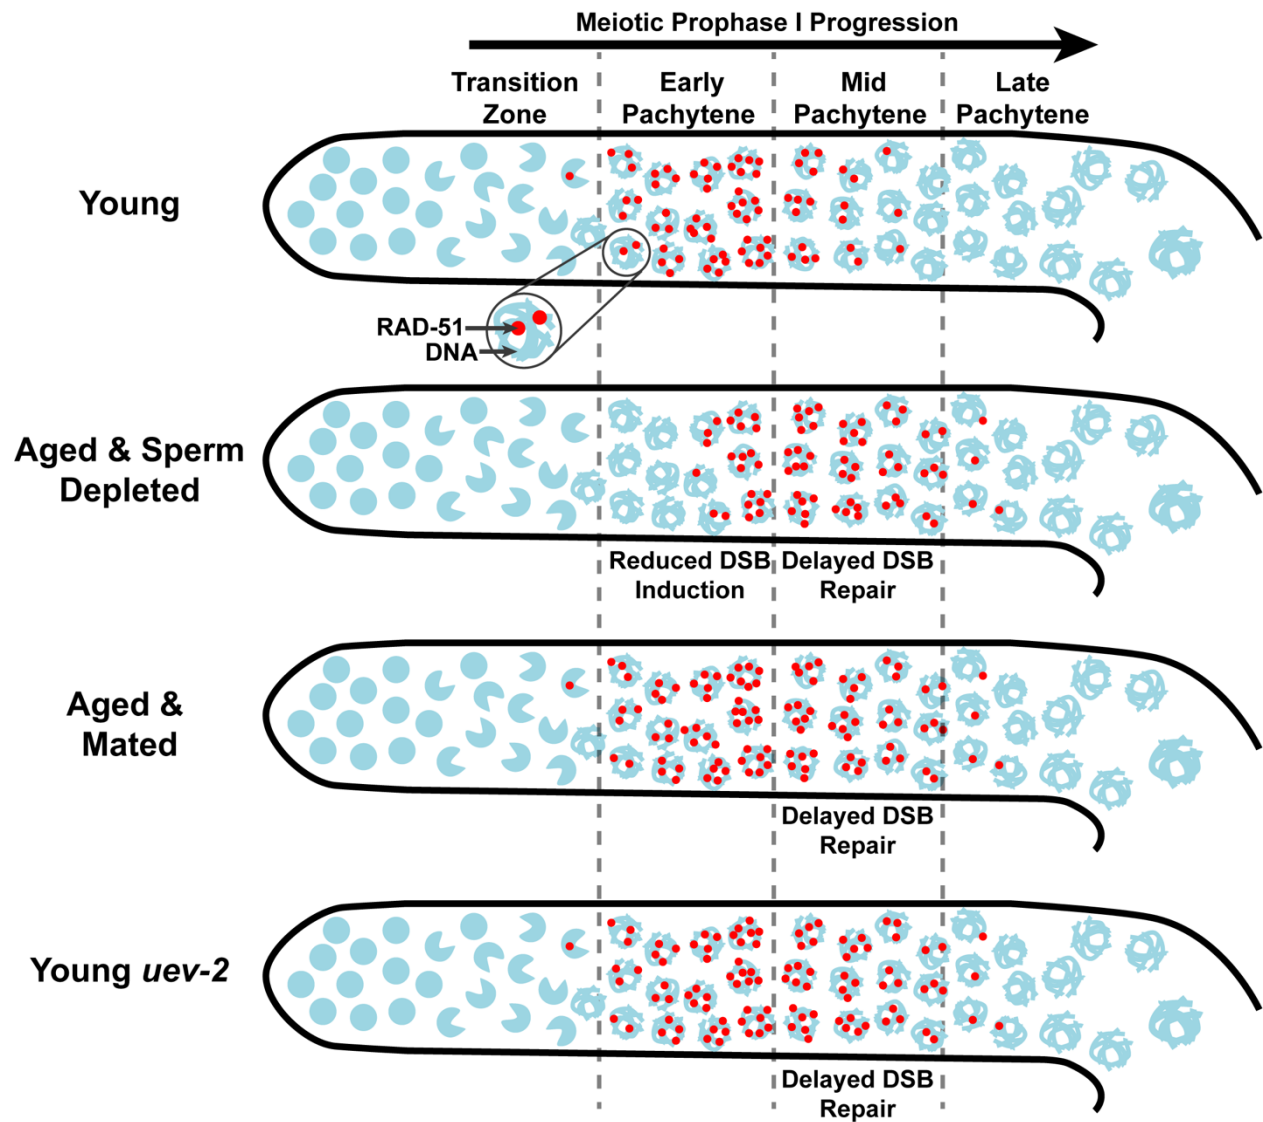 Meiotic Prophase I Progression
Transition
Zone
Early
Pachytene
Mid
Pachytene
Late
Pachytene
Young
RAD-51
DNA
Aged & Sperm
Depleted
Reduced DSB
Induction
Delayed DSB
Repair
Aged &
Mated
Delayed DSB
Repair
Young uev-2
Delayed DSB
Repair